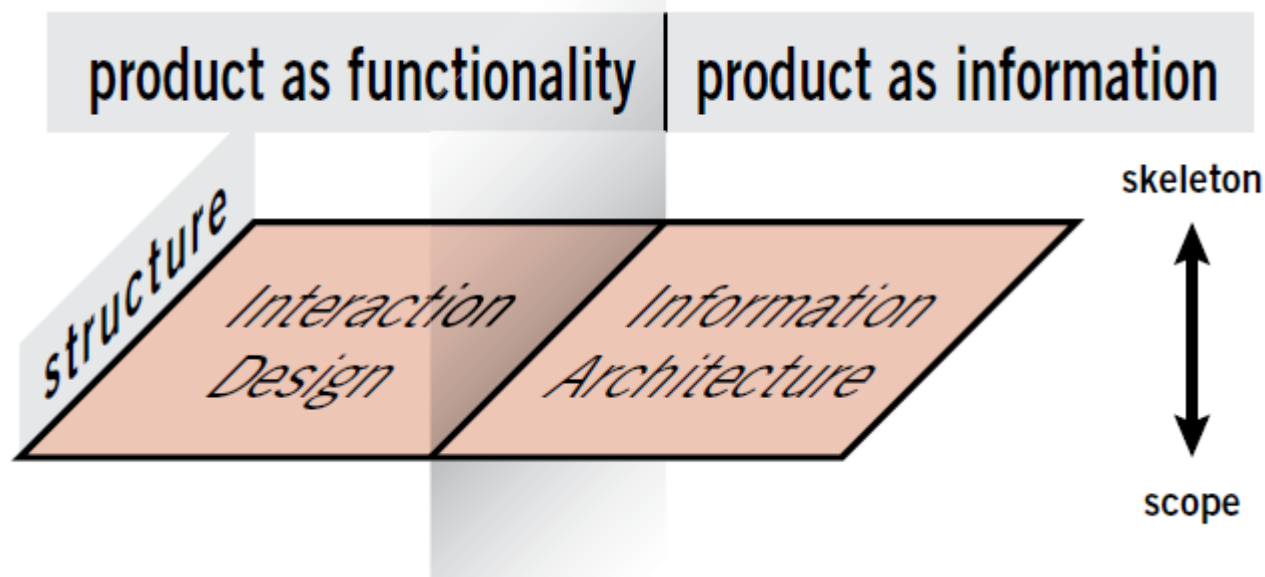 product as functionality
product as information
skeleton
structure
Interaction
Design
Information
Architecture
scope